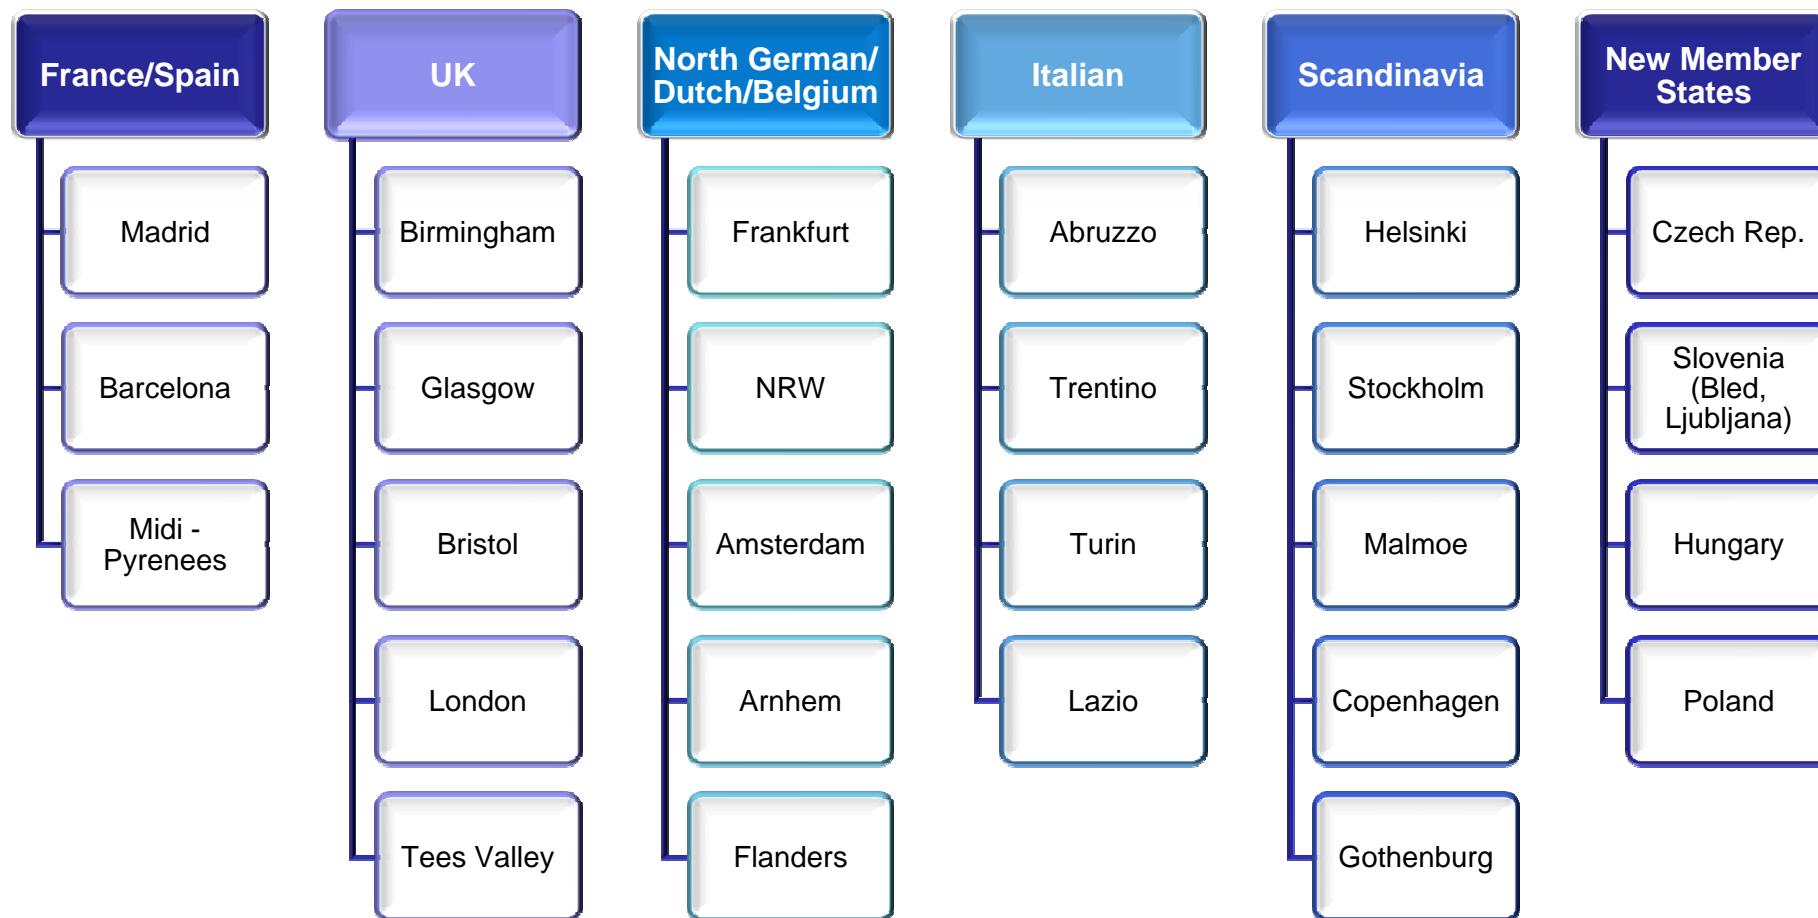 France/Spain
Madrid
Barcelona
Midi -
Pyrenees
UK
Birmingham
Glasgow
Bristol
London
Tees Valley
North German/
Dutch/Belgium
Frankfurt
NRW
Amsterdam
Arnhem
Flanders
Italian
Abruzzo
Trentino
Turin
Lazio
Scandinavia
Helsinki
Stockholm
Malmoe
Copenhagen
Gothenburg
New Member
States
Czech Rep.
Slovenia
(Bled,
Ljubljana)
Hungary
Poland